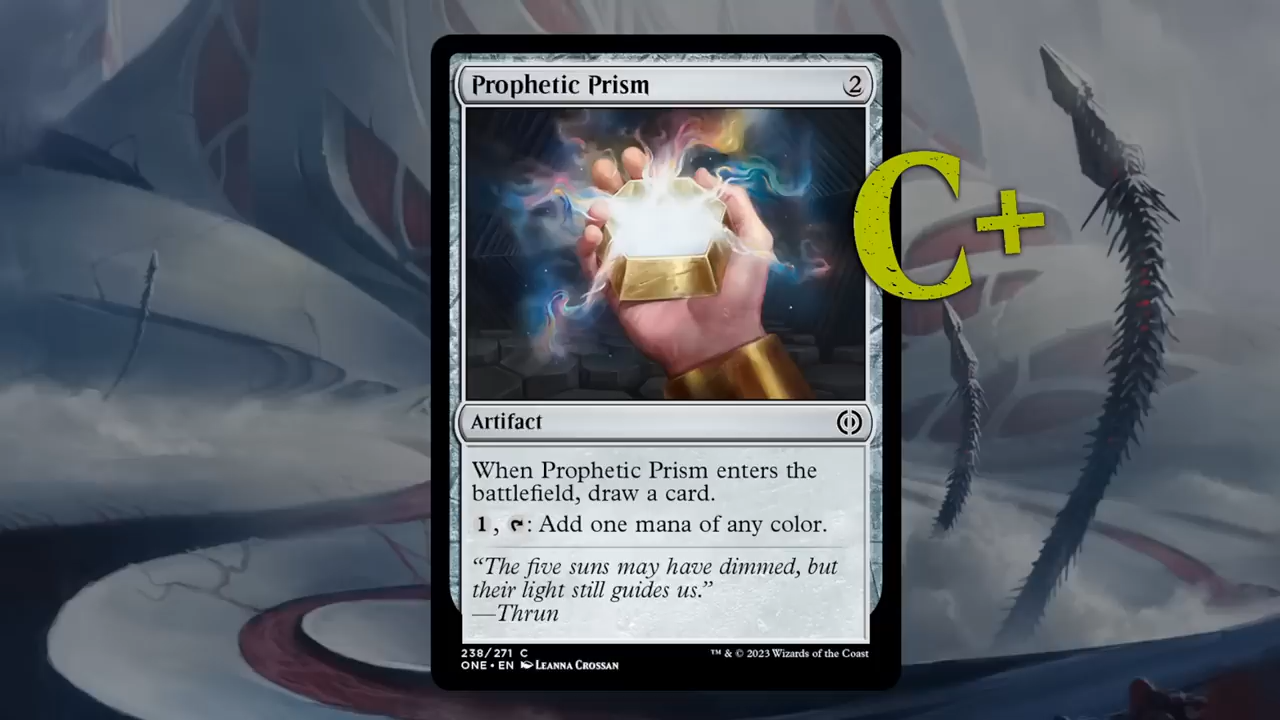 Prophetic Prism 2
C+
Artifact
When Prophetic Prism enters the
battlefield, draw a card.
1, : Add one mana of any color.
“The five suns may have dimmed, but
their light still guides us.”
—Thrun
238/271 C
ONE • EN Leanna Crossan
™ & © 2023 Wizards of the Coast